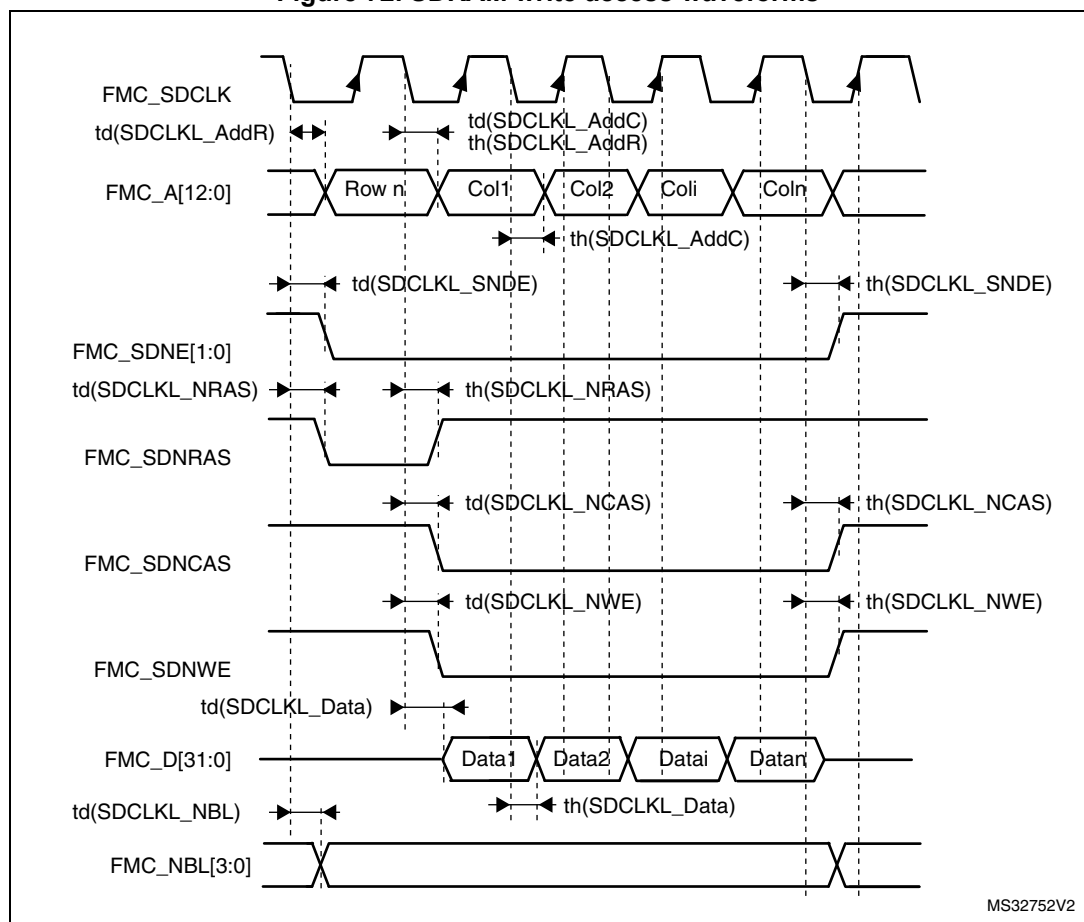 FMC_SDCLK
td(SDCLKL_AddR)
td(SDCLKL_AddC)
th(SDCLKL_AddR)
FMC_A[12:0]
Row n
Col1
Col2
Coli
Coln
th(SDCLKL_AddC)
td(SDCLKL_SNDE)
th(SDCLKL_SNDE)
FMC_SDNE[1:0]
td(SDCLKL_NRAS)
th(SDCLKL_NRAS)
FMC_SDNRAS
td(SDCLKL_NCAS)
th(SDCLKL_NCAS)
FMC_SDNCAS
td(SDCLKL_NWE)
th(SDCLKL_NWE)
FMC_SDNWE
td(SDCLKL_Data)
FMC_D[31:0]
Data1
Data2
Datai
Datan
th(SDCLKL_Data)
td(SDCLKL_NBL)
FMC_NBL[3:0]
MS32752V2